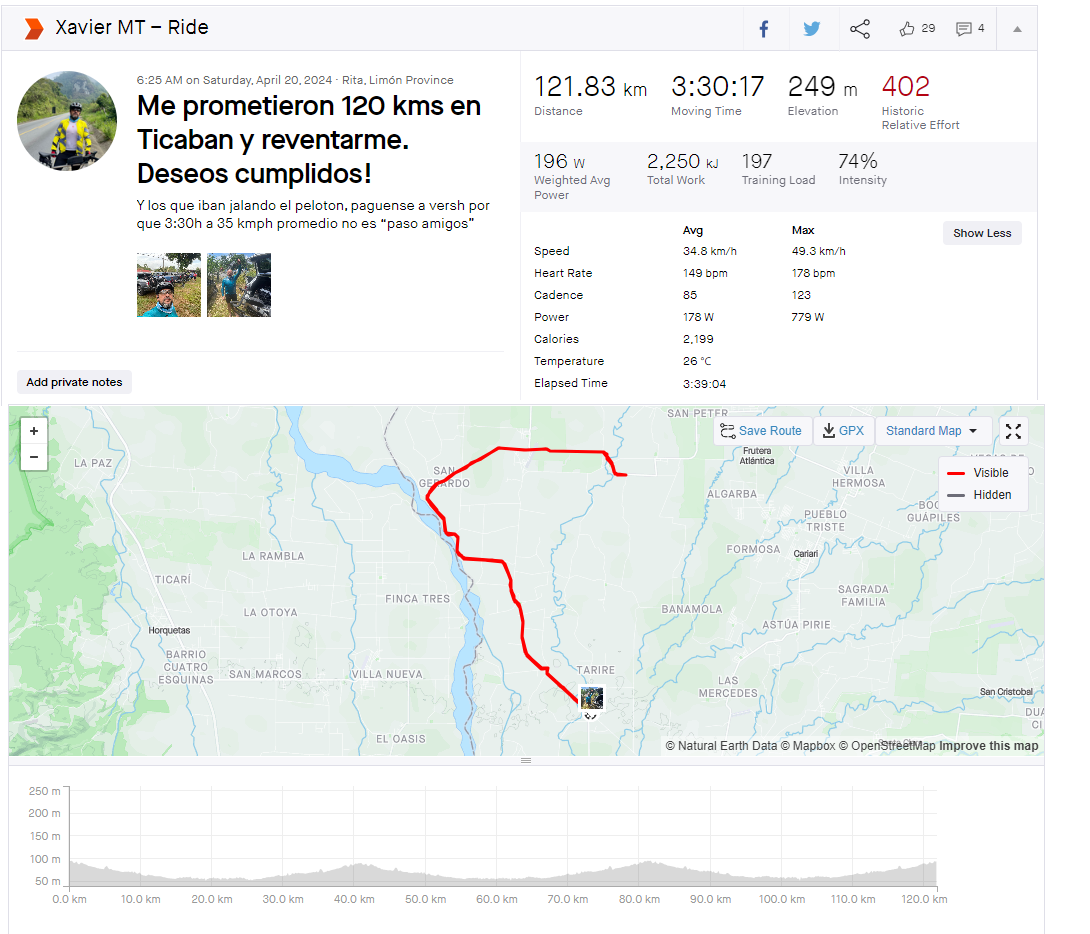 Xavier MT – Ride
29
4
6:25 AM on Saturday, April 20, 2024 · Rita, Limón Province
Me prometieron 120 kms en
Ticaban y reventarme.
Deseos cumplidos!
Y los que iban jalando el peloton, paguense a versh por
que 3:30h a 35 kmph promedio no es “paso amigos”
Add private notes
121.83 km
Distance
3:30:17
Moving Time
249 m
Elevation
402
Historic
Relative Effort
196 W
Weighted Avg
Power
2,250 kJ
Total Work
197
Training Load
74%
Intensity
Avg Max
Show Less
Speed 34.8 km/h 49.3 km/h
Heart Rate 149 bpm 178 bpm
Cadence 85 123
Power 178 W 779 W
Calories 2,199
Temperature 26 °C
Elapsed Time 3:39:04
+
−
Save Route
GPX
Standard Map
Visible
Hidden
SAN PETER
LA PAZ
Frutera
Atlántica
SAN
GERARDO
VILLA
HERMOSA
ALGARBA
GUÁPILES
PUEBLO
TRISTE
LA RAMBLA
FORMOSA
Cariari
TICARÍ
FINCA TRES
SAGRADA
FAMILIA
LA OTOYA
BANAMOLA
ASTÚA PIRIE
Horquetas
BARRIO
CUATRO
ESQUINAS
SAN MARCOS
VILLA NUEVA
TARIRE
LAS
MERCEDES
San Cristobal
DUA
CI
EL OASIS
© Natural Earth Data © Mapbox © OpenStreetMap Improve this map
250 m
200 m
150 m
100 m
50 m
0.0 km 10.0 km 20.0 km 30.0 km 40.0 km 50.0 km 60.0 km 70.0 km 80.0 km 90.0 km 100.0 km 110.0 km 120.0 km